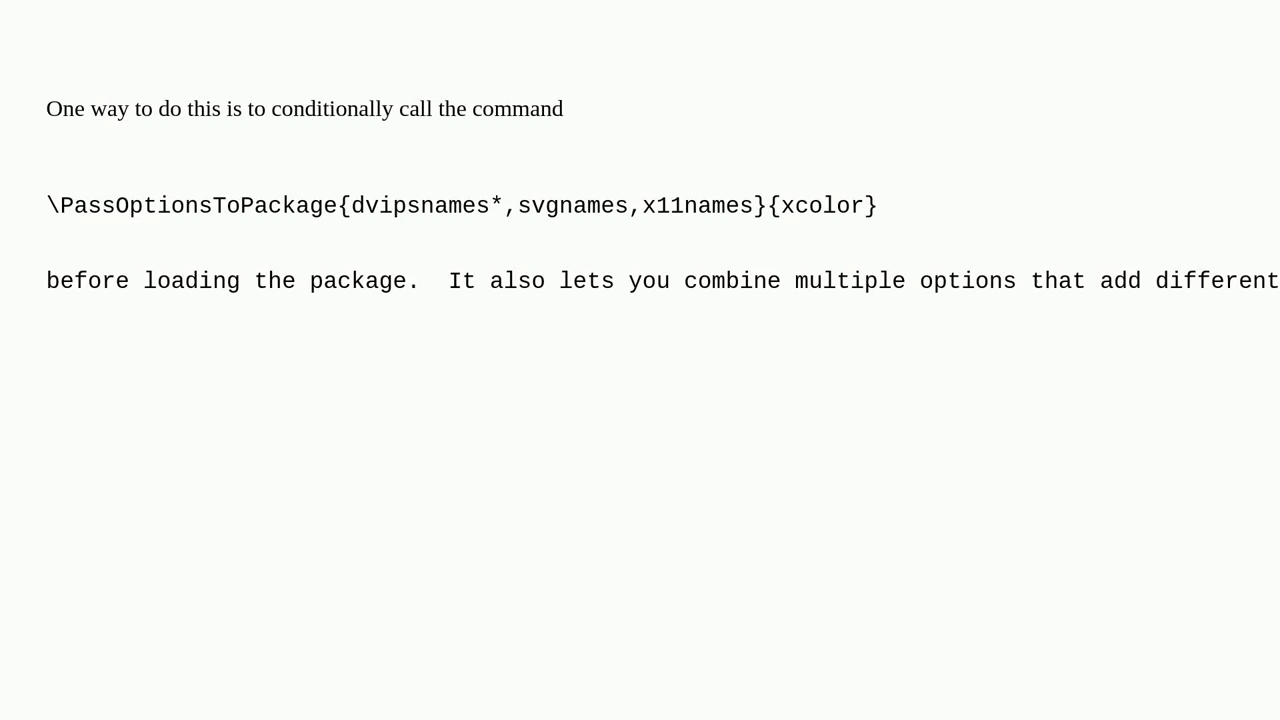 One way to do this is to conditionally call the command
\PassOptionsToPackage{dvipsnames*,svgnames,x11names}{xcolor}
before loading the package.  It also lets you combine multiple options that add different